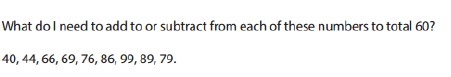 What do I need to add to or subtract from each of these numbers to total 60?
40, 44, 66, 69, 76, 86, 99, 89, 79.